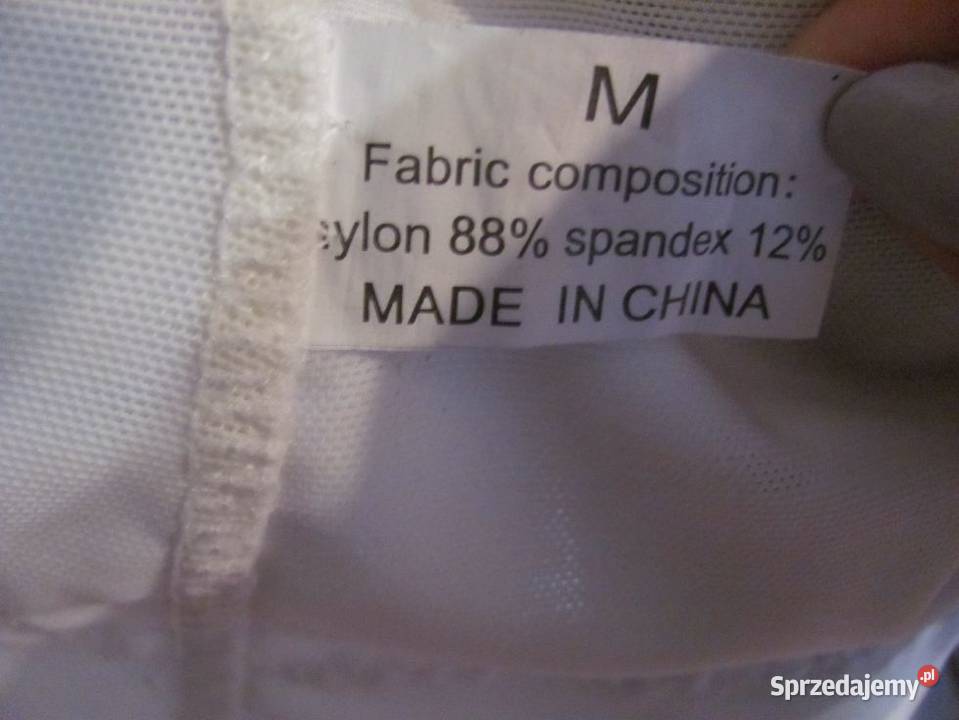 M
Fabric composition:
ylon 88% spandex 12%
MADE IN CHINA
Sprzedajemy.pl